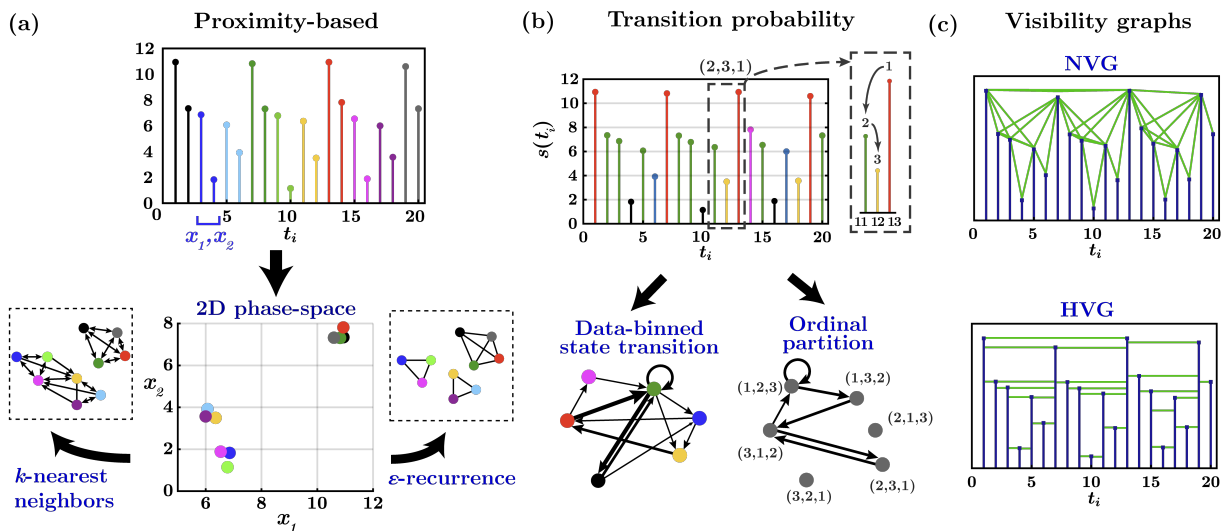 (a)
Proximity-based
12
10
8
6
4
2
0
5
10
15
20
x1,x2
ti
2D phase-space
8
6
4
2
0
x2
6
8
10
12
x1
k-nearest
neighbors
ε-recurrence
(b)
Transition probability
(2,3,1)
12
10
8
6
4
2
0
s(ti)
0
5
10
15
20
ti
1
2
3
11 12 13
Data-binned
state transition
Ordinal
partition
(1,2,3)
(1,3,2)
(2,1,3)
(3,1,2)
(2,3,1)
(3,2,1)
(c)
Visibility graphs
NVG
0
5
10
15
20
ti
HVG
0
5
10
15
20
ti